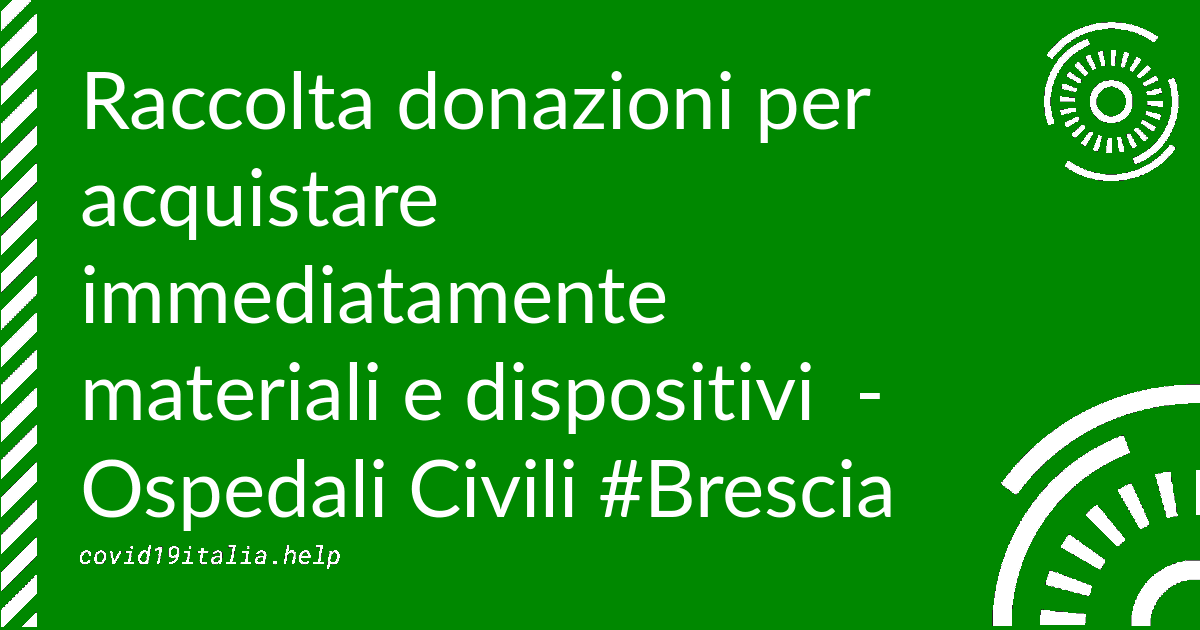 Raccolta donazioni per
acquistare
immediatamente
materiali e dispositivi  -
Ospedali Civili #Brescia
covid19italia.help